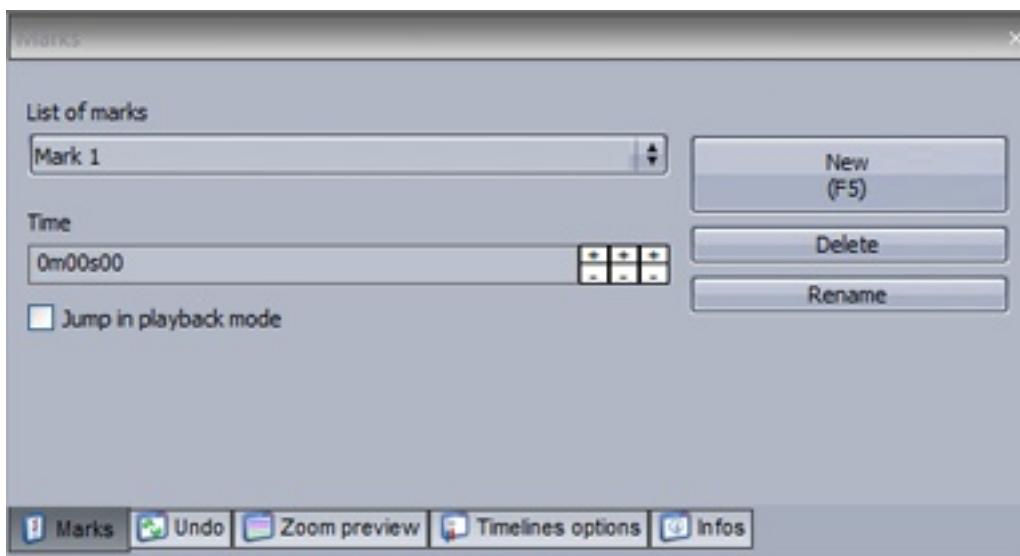 Marks
List of marks
Mark 1
New
(F5)
Time
0m00s00
+ + +
- - -
Delete
Rename
Jump in playback mode
Marks Undo Zoom preview Timelines options Infos